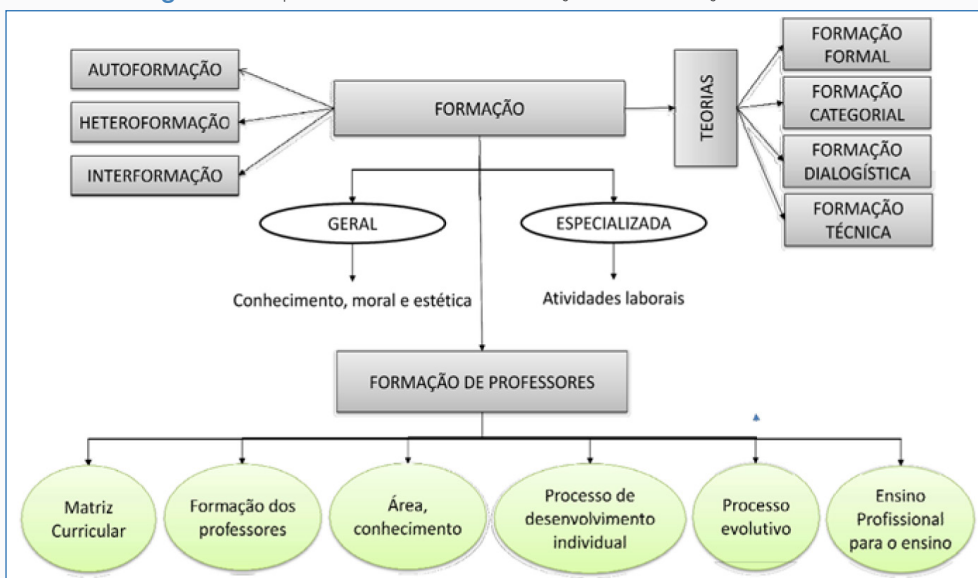 AUTOFORMAÇÃO
HETEROFORMAÇÃO
INTERFORMAÇÃO
FORMAÇÃO
TEORIAS
FORMAÇÃO
FORMAL
FORMAÇÃO
CATEGORIAL
FORMAÇÃO
DIALOGÍSTICA
FORMAÇÃO
TÉCNICA
GERAL
ESPECIALIZADA
Conhecimento, moral e estética
Atividades laborais
FORMAÇÃO DE PROFESSORES
Matriz
Curricular
Formação dos
professores
Área,
conhecimento
Processo de
desenvolvimento
individual
Processo
evolutivo
Ensino
Profissional
para o ensino